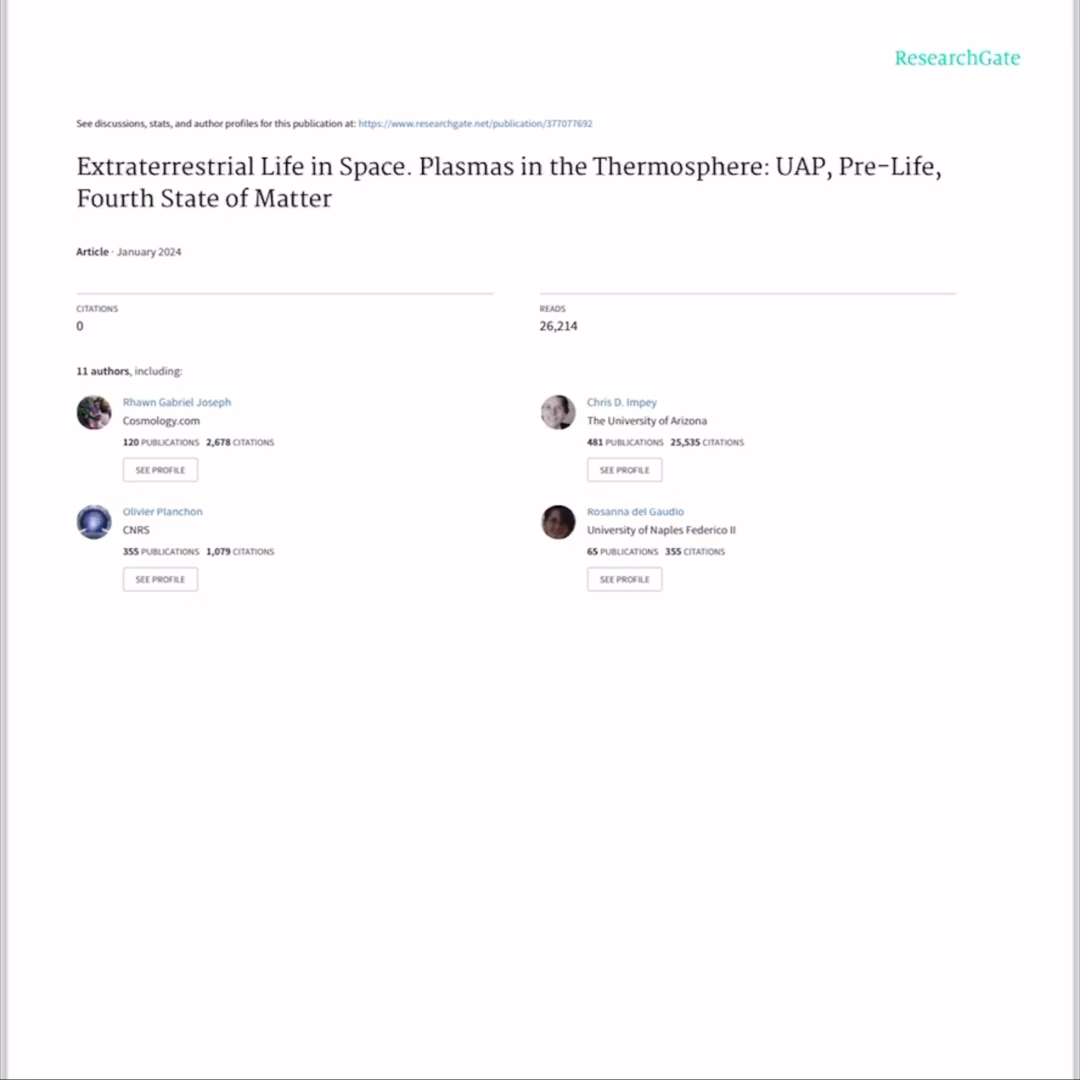 ResearchGate
See discussions, stats, and author profiles for this publication at: https://www.researchgate.net/publication/377077692
Extraterrestrial Life in Space. Plasmas in the Thermosphere: UAP, Pre-Life,
Fourth State of Matter
Article · January 2024
CITATIONS
0
READS
26,214
11 authors, including:
Rhawn Gabriel Joseph
Cosmology.com
120 PUBLICATIONS 2,678 CITATIONS
SEE PROFILE
Chris D. Impey
The University of Arizona
481 PUBLICATIONS 25,535 CITATIONS
SEE PROFILE
Olivier Planchon
CNRS
355 PUBLICATIONS 1,079 CITATIONS
SEE PROFILE
Rosanna del Gaudio
University of Naples Federico II
65 PUBLICATIONS 355 CITATIONS
SEE PROFILE